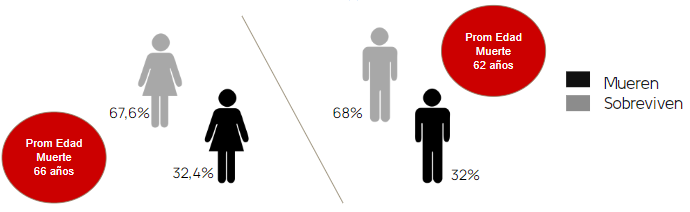 67,6%
32,4%
Prom Edad
Muerte
66 años
68%
32%
Prom Edad
Muerte
62 años
Mueren
Sobreviven